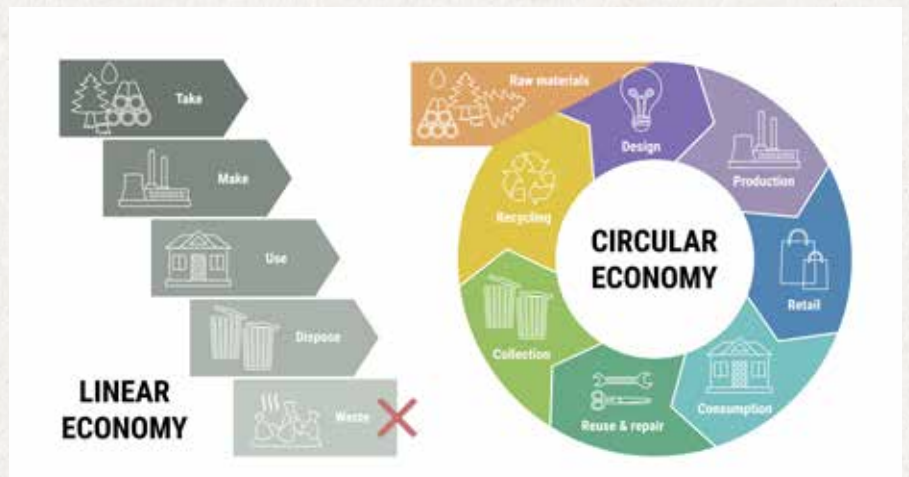 Take
Make
Use
Dispose
Waste
LINEAR
ECONOMY
Raw materials
Design
Production
Retail
Consumption
Reuse & repair
Collection
Recycling
CIRCULAR
ECONOMY